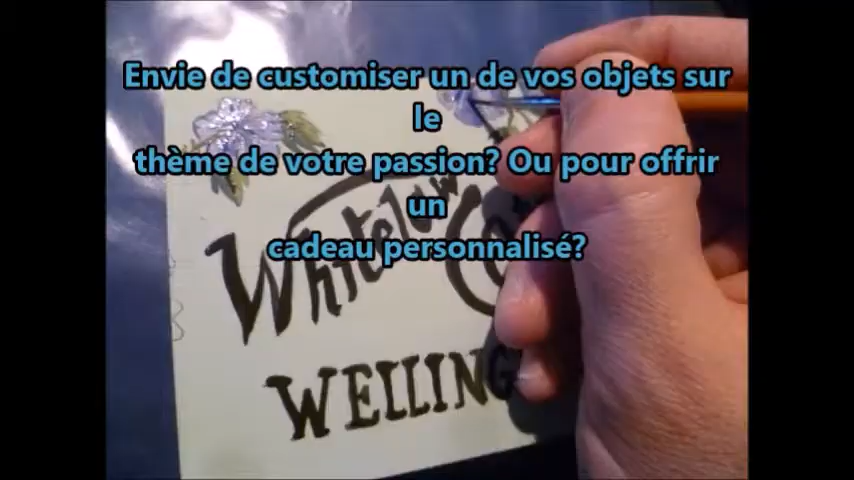 Envie de customiser un de vos objets sur
le
thème de votre passion? Ou pour offrir
un
cadeau personnalisé?
Whitelaw
WELLING